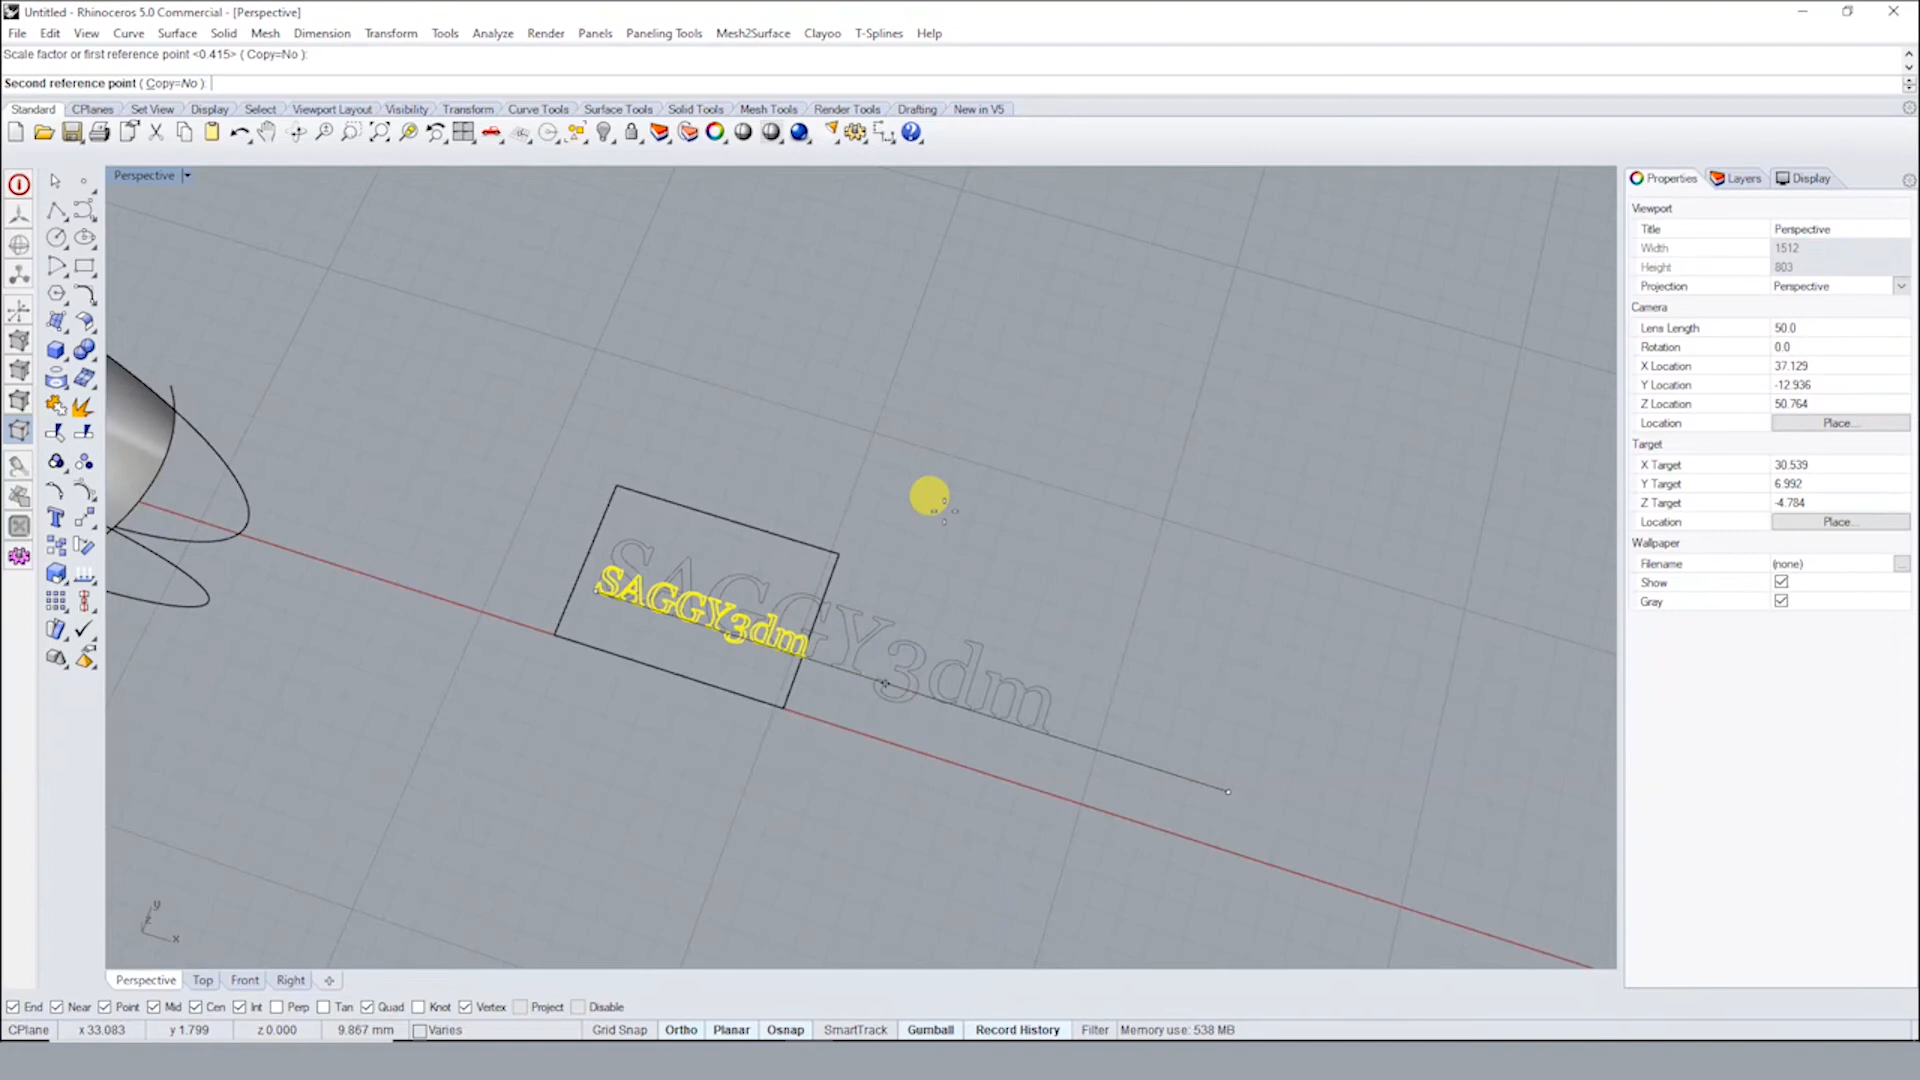 Untitled - Rhinoceros 5.0 Commercial - [Perspective]
File Edit View Curve Surface Solid Mesh Dimension Transform Tools Analyze Render Panels Paneling Tools Mesh2Surface Clayoo T-Splines Help
Scale factor or first reference point <0.415> ( Copy=No ):
Second reference point ( Copy=No ):
Standard CPlanes Set View Display Select Viewport Layout Visibility Transform Curve Tools Surface Tools Solid Tools Mesh Tools Render Tools Drafting New in V5
Perspective
Properties Layers Display
Viewport
Title Perspective
Width 1512
Height 803
Projection Perspective
Camera
Lens Length 50.0
Rotation 0.0
X Location 37.129
Y Location -12.936
Z Location 50.764
Location Place...
Target
X Target 30.539
Y Target 6.992
Z Target -4.784
Location Place...
Wallpaper
Filename (none) ...
Show
Gray
SAGGY3dm
SAGGY3dm
y
z
x
Perspective Top Front Right
End Near Point Mid Cen Int Perp Tan Quad Knot Vertex Project Disable
CPlane x 33.083 y 1.799 z 0.000 9.867 mm Varies Grid Snap Ortho Planar Osnap SmartTrack Gumball Record History Filter Memory use: 538 MB